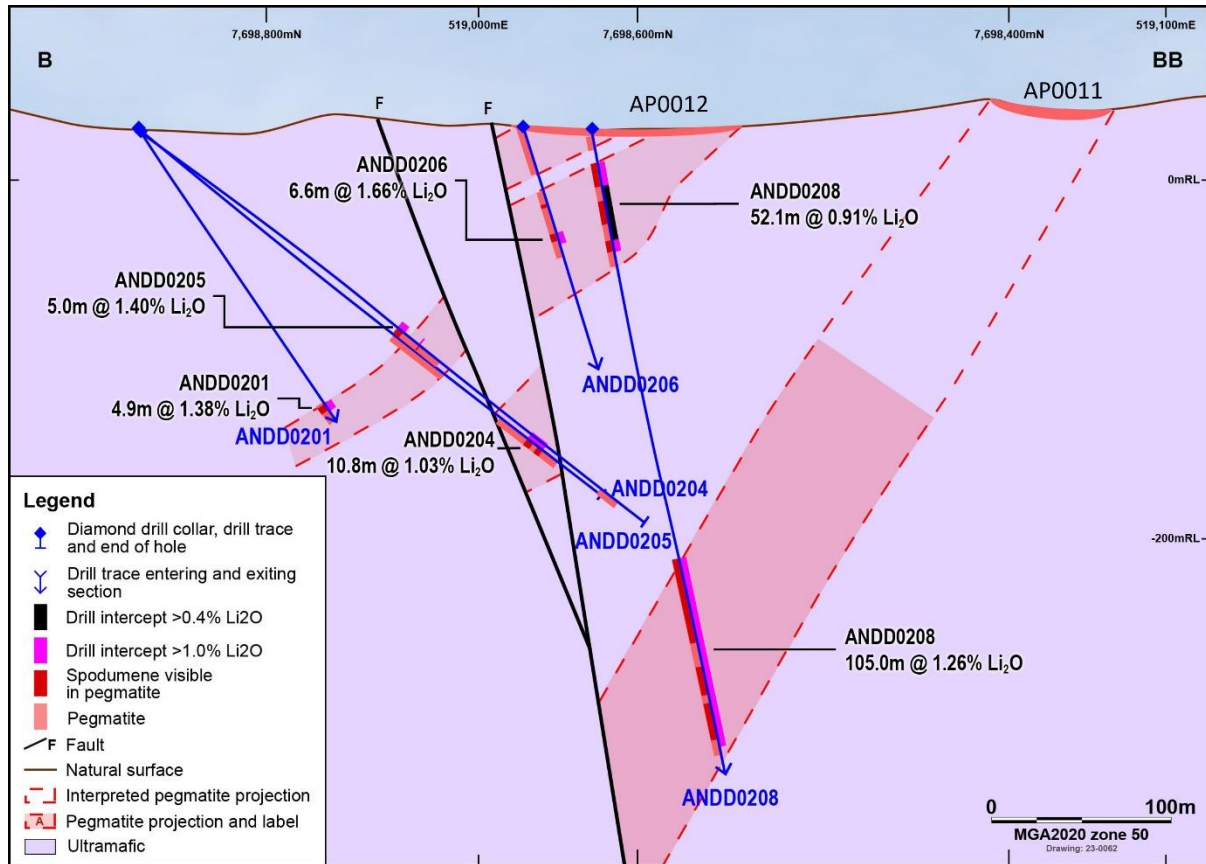 519,000mE
519,100mE
7,698,800mN
7,698,600mN
7,698,400mN
B
BB
F
F
AP0012
AP0011
ANDD0206
6.6m @ 1.66% Li₂O
ANDD0208
52.1m @ 0.91% Li₂O
0mRL
ANDD0205
5.0m @ 1.40% Li₂O
ANDD0201
4.9m @ 1.38% Li₂O
ANDD0201
ANDD0206
ANDD0204
10.8m @ 1.03% Li₂O
ANDD0204
ANDD0205
-200mRL
ANDD0208
105.0m @ 1.26% Li₂O
ANDD0208
Legend
Diamond drill collar, drill trace
and end of hole
Drill trace entering and exiting
section
Drill intercept >0.4% Li2O
Drill intercept >1.0% Li2O
Spodumene visible
in pegmatite
Pegmatite
F Fault
Natural surface
Interpreted pegmatite projection
A Pegmatite projection and label
Ultramafic
0 100m
MGA2020 zone 50
Drawing: 23-0062